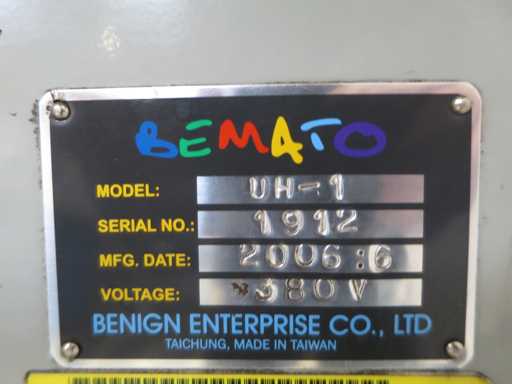 BEMATO
MODEL: UH-1
SERIAL NO.: 1912
MFG. DATE: 2006:6
VOLTAGE: 380V
BENIGN ENTERPRISE CO., LTD
TAICHUNG, MADE IN TAIWAN